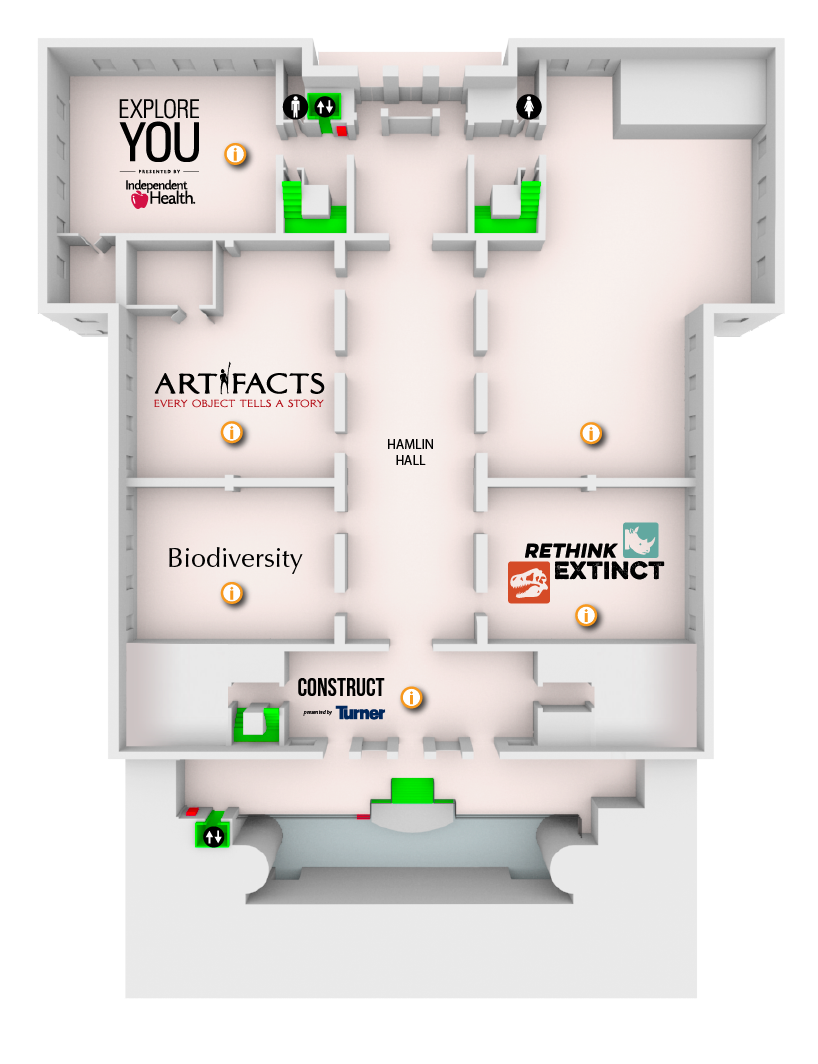 EXPLORE
YOU
PRESENTED BY
Independent
Health.
ARTIFACTS
EVERY OBJECT TELLS A STORY
HAMLIN
HALL
Biodiversity
RETHINK
EXTINCT
CONSTRUCT
presented by Turner